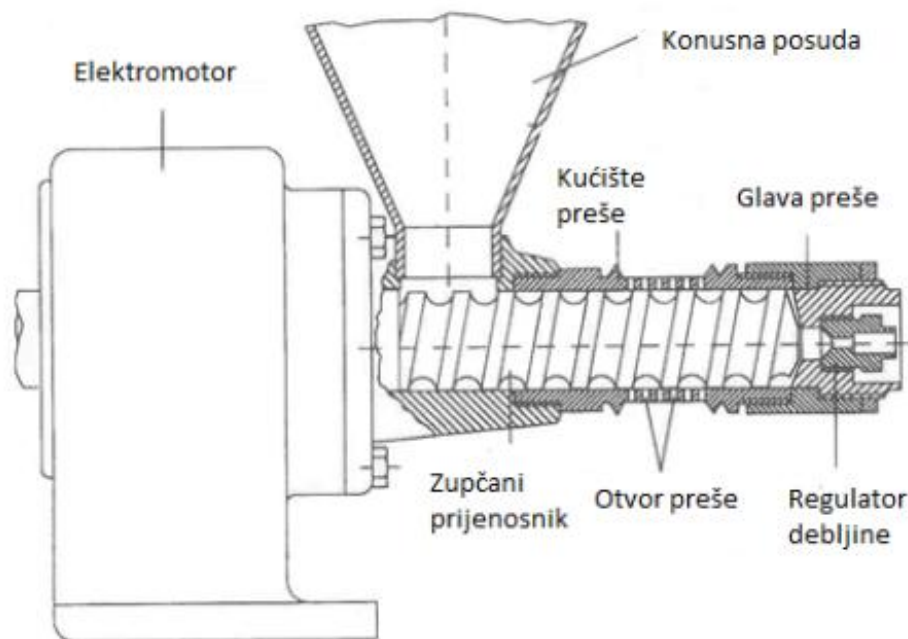 Konusna posuda
Elektromotor
Kućište
preše
Glava preše
Zupčani
prijenosnik
Otvor preše
Regulator
debljine